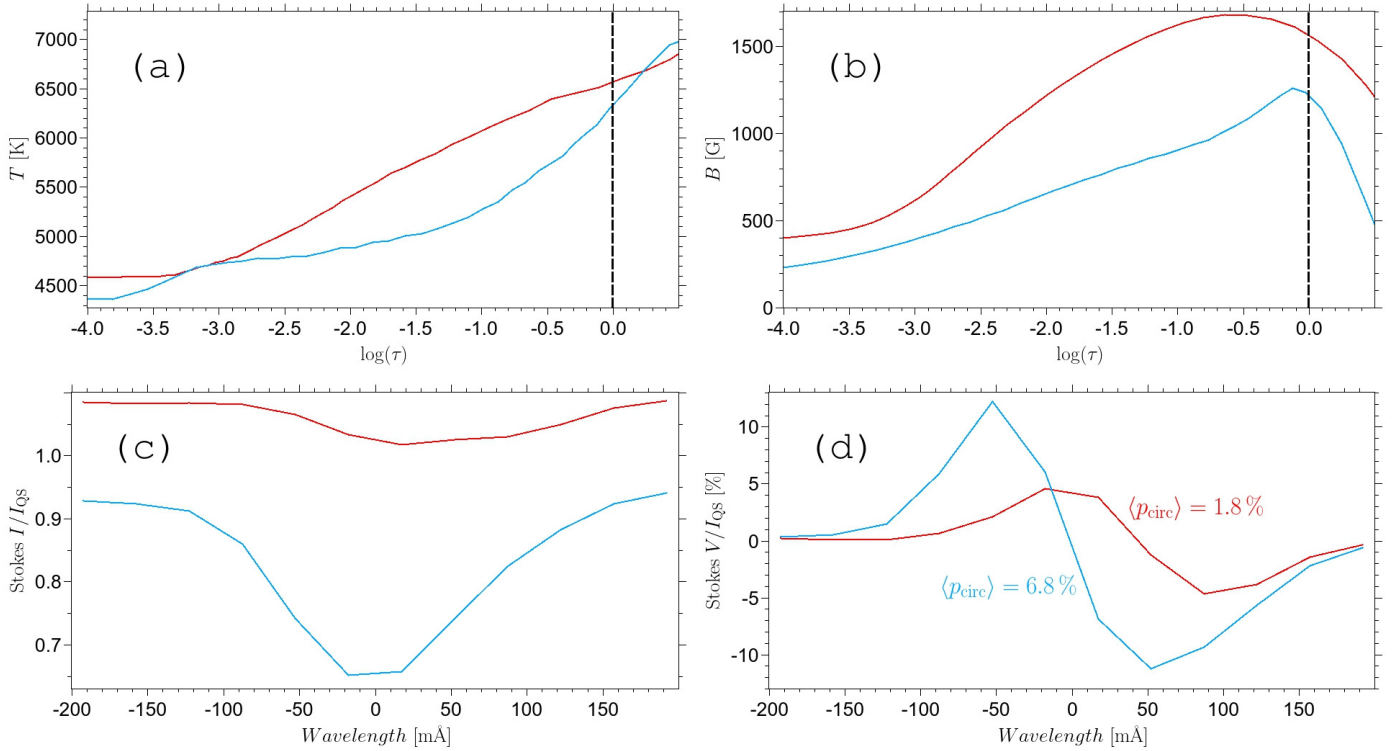 (a)
T [K]
7000
6500
6000
5500
5000
4500
-4.0 -3.5 -3.0 -2.5 -2.0 -1.5 -1.0 -0.5 0.0
log(τ)
(b)
B [G]
1500
1000
500
0
-4.0 -3.5 -3.0 -2.5 -2.0 -1.5 -1.0 -0.5 0.0
log(τ)
(c)
Stokes I/I_QS
1.0
0.9
0.8
0.7
-200 -150 -100 -50 0 50 100 150
Wavelength [mÅ]
(d)
Stokes V/I_QS [%]
10
5
0
-5
-10
⟨p_circ⟩ = 1.8 %
⟨p_circ⟩ = 6.8 %
-200 -150 -100 -50 0 50 100 150
Wavelength [mÅ]